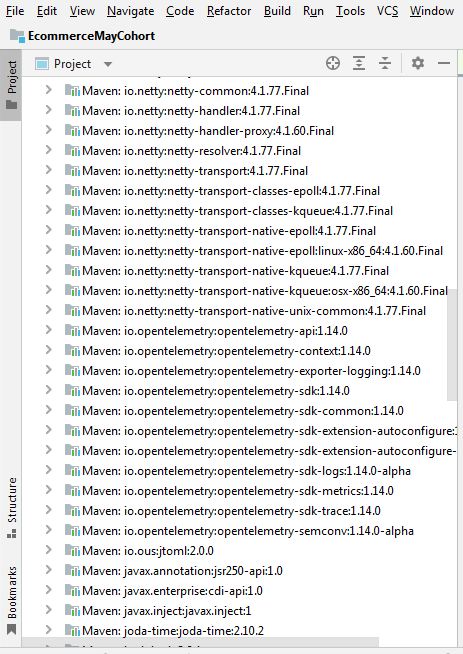 File Edit View Navigate Code Refactor Build Run Tools VCS Window
EcommerceMayCohort
Project
Project
Maven: io.netty:netty-common:4.1.77.Final
Maven: io.netty:netty-handler:4.1.77.Final
Maven: io.netty:netty-handler-proxy:4.1.60.Final
Maven: io.netty:netty-resolver:4.1.77.Final
Maven: io.netty:netty-transport:4.1.77.Final
Maven: io.netty:netty-transport-classes-epoll:4.1.77.Final
Maven: io.netty:netty-transport-classes-kqueue:4.1.77.Final
Maven: io.netty:netty-transport-native-epoll:4.1.77.Final
Maven: io.netty:netty-transport-native-epoll:linux-x86_64:4.1.60.Final
Maven: io.netty:netty-transport-native-kqueue:4.1.77.Final
Maven: io.netty:netty-transport-native-kqueue:osx-x86_64:4.1.60.Final
Maven: io.netty:netty-transport-native-unix-common:4.1.77.Final
Maven: io.opentelemetry:opentelemetry-api:1.14.0
Maven: io.opentelemetry:opentelemetry-context:1.14.0
Maven: io.opentelemetry:opentelemetry-exporter-logging:1.14.0
Maven: io.opentelemetry:opentelemetry-sdk:1.14.0
Maven: io.opentelemetry:opentelemetry-sdk-common:1.14.0
Maven: io.opentelemetry:opentelemetry-sdk-extension-autoconfigure:1
Maven: io.opentelemetry:opentelemetry-sdk-extension-autoconfigure-
Maven: io.opentelemetry:opentelemetry-sdk-logs:1.14.0-alpha
Maven: io.opentelemetry:opentelemetry-sdk-metrics:1.14.0
Maven: io.opentelemetry:opentelemetry-sdk-trace:1.14.0
Maven: io.opentelemetry:opentelemetry-semconv:1.14.0-alpha
Maven: io.ous:jtoml:2.0.0
Maven: javax.annotation:jsr250-api:1.0
Maven: javax.enterprise:cdi-api:1.0
Maven: javax.inject:javax.inject:1
Maven: joda-time:joda-time:2.10.2
Structure
Bookmarks